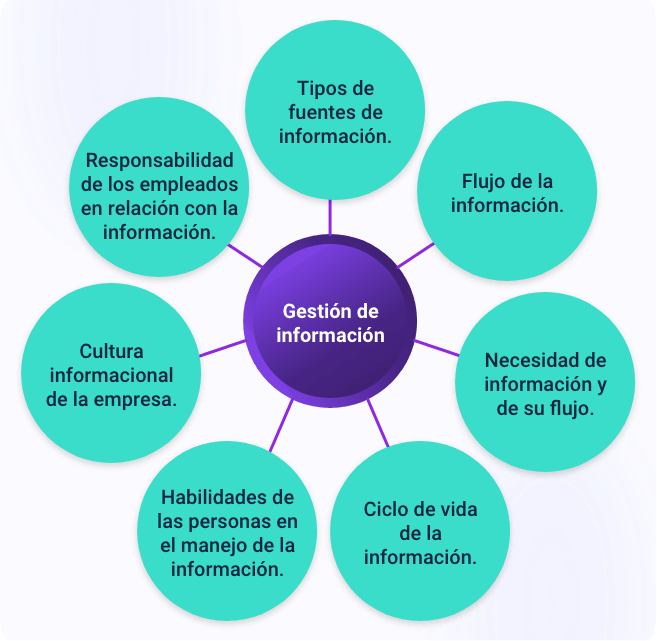 Tipos de
fuentes de
información.
Flujo de la
información.
Necesidad de
información y
de su flujo.
Ciclo de vida
de la
información.
Habilidades de
las personas en
el manejo de la
información.
Cultura
informacional
de la empresa.
Responsabilidad
de los empleados
en relación con la
información.
Gestión de
información